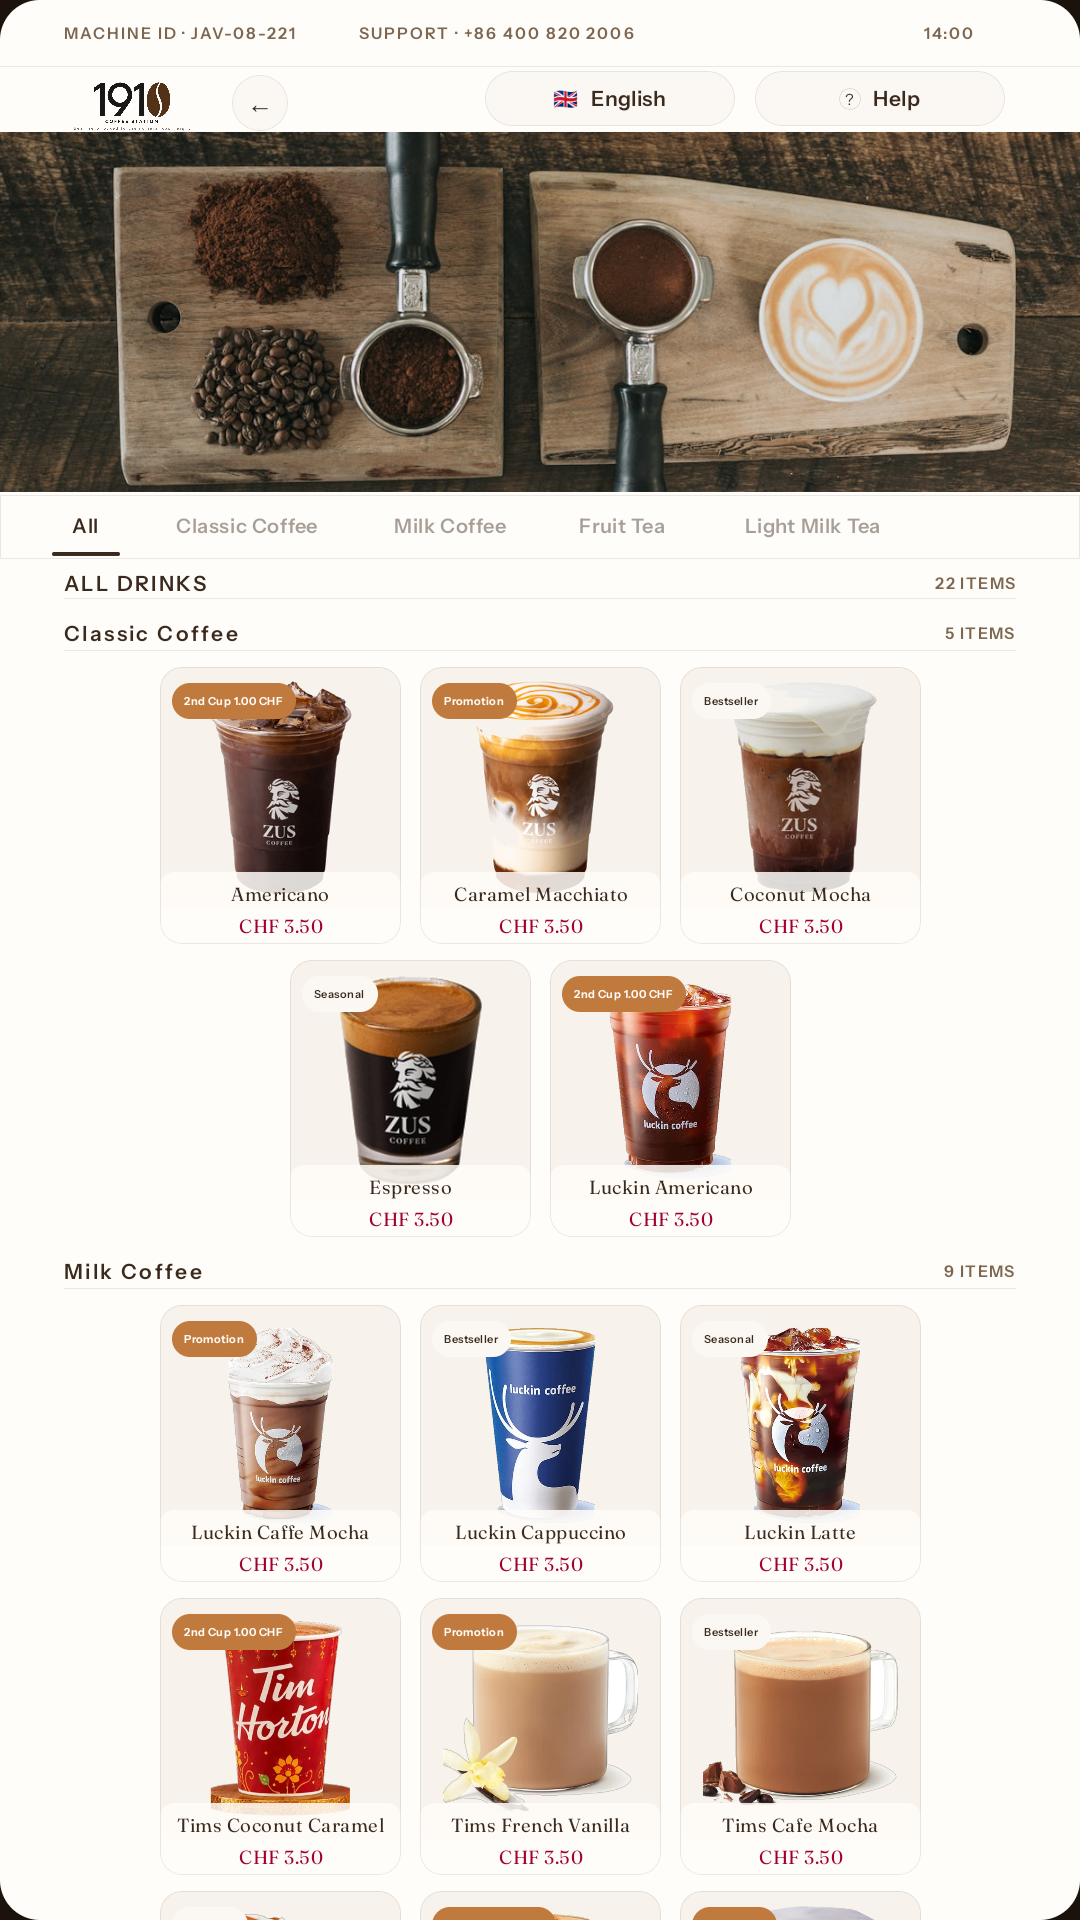 MACHINE ID · JAV-08-221 SUPPORT · +86 400 820 2006 14:00
1910
COFFEE STATION
← English ? Help
All Classic Coffee Milk Coffee Fruit Tea Light Milk Tea
ALL DRINKS 22 ITEMS
Classic Coffee 5 ITEMS
2nd Cup 1.00 CHF
ZUS
COFFEE
Americano
CHF 3.50
Promotion
ZUS
COFFEE
Caramel Macchiato
CHF 3.50
Bestseller
ZUS
COFFEE
Coconut Mocha
CHF 3.50
Seasonal
ZUS
COFFEE
Espresso
CHF 3.50
2nd Cup 1.00 CHF
luckin coffee
Luckin Americano
CHF 3.50
Milk Coffee 9 ITEMS
Promotion
luckin coffee
Luckin Caffe Mocha
CHF 3.50
Bestseller
luckin coffee
Luckin Cappuccino
CHF 3.50
Seasonal
luckin coffee
Luckin Latte
CHF 3.50
2nd Cup 1.00 CHF
Tim
Horton
Tims Coconut Caramel
CHF 3.50
Promotion
Tims French Vanilla
CHF 3.50
Bestseller
Tims Cafe Mocha
CHF 3.50